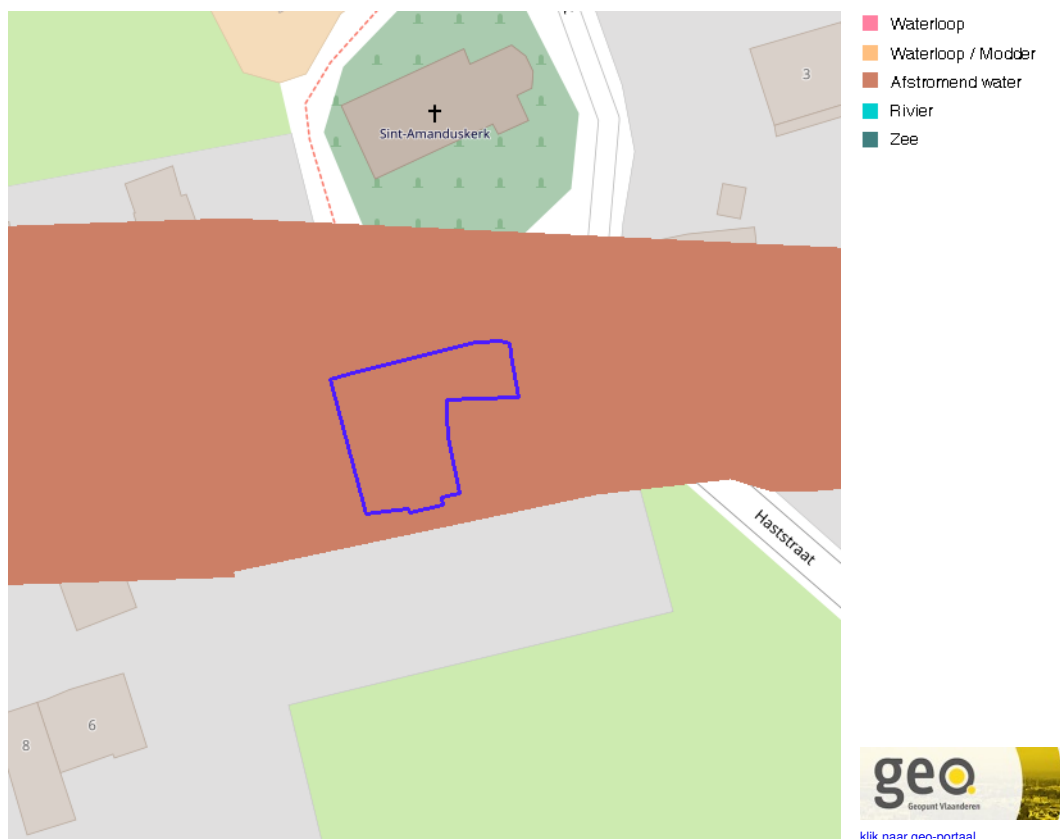 Sint-Amanduskerk
3
Haststraat
6
8
Waterloop
Waterloop / Modder
Afstromend water
Rivier
Zee
geo
Geopunt Vlaanderen
klik naar geo-portaal